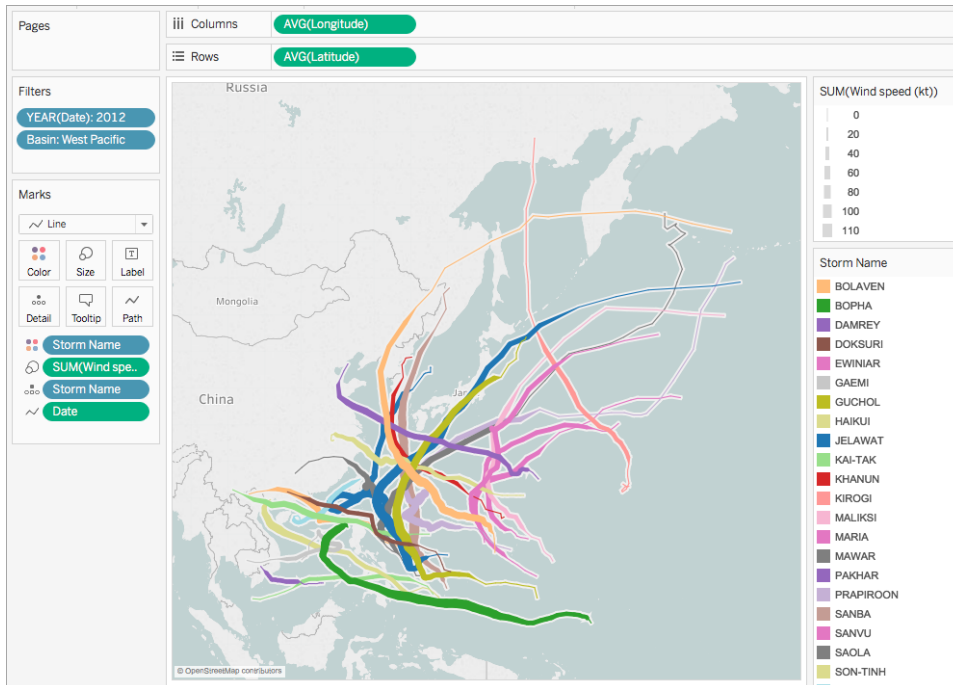 Pages
Columns
AVG(Longitude)
Rows
AVG(Latitude)
Filters
YEAR(Date): 2012
Basin: West Pacific
Marks
Line
Color
Size
Label
Detail
Tooltip
Path
Storm Name
SUM(Wind spe..
Storm Name
Date
Russia
Mongolia
China
© OpenStreetMap contributors
SUM(Wind speed (kt))
0
20
40
60
80
100
110
Storm Name
BOLAVEN
BOPHA
DAMREY
DOKSURI
EWINIAR
GAEMI
GUCHOL
HAIKUI
JELAWAT
KAI-TAK
KHANUN
KIROGI
MALIKSI
MARIA
MAWAR
PAKHAR
PRAPIROON
SANBA
SANVU
SAOLA
SON-TINH